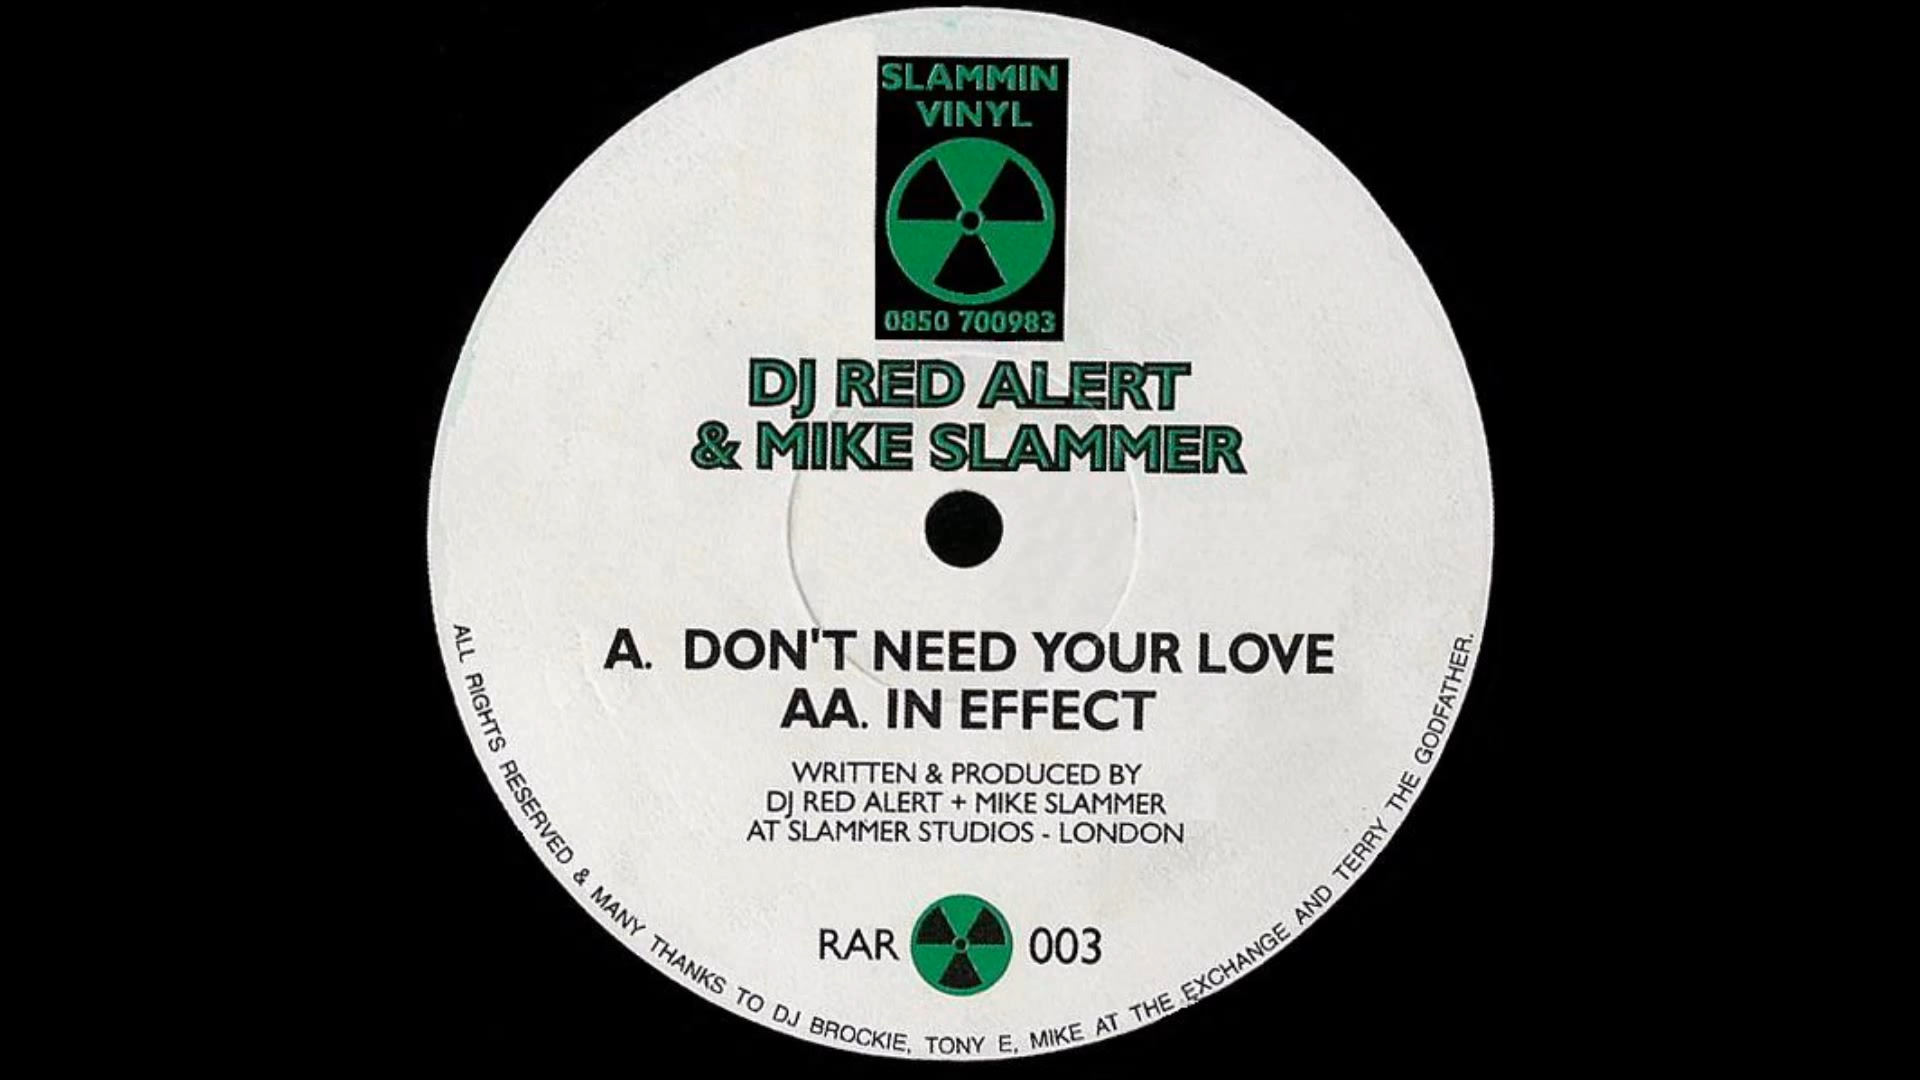 SLAMMIN
VINYL
0850 700983
DJ RED ALERT
& MIKE SLAMMER
A. DON'T NEED YOUR LOVE
AA. IN EFFECT
WRITTEN & PRODUCED BY
DJ RED ALERT + MIKE SLAMMER
AT SLAMMER STUDIOS - LONDON
RAR 003
ALL RIGHTS RESERVED & MANY THANKS TO DJ BROCKIE, TONY E, MIKE AT THE EXCHANGE AND TERRY THE GODFATHER.